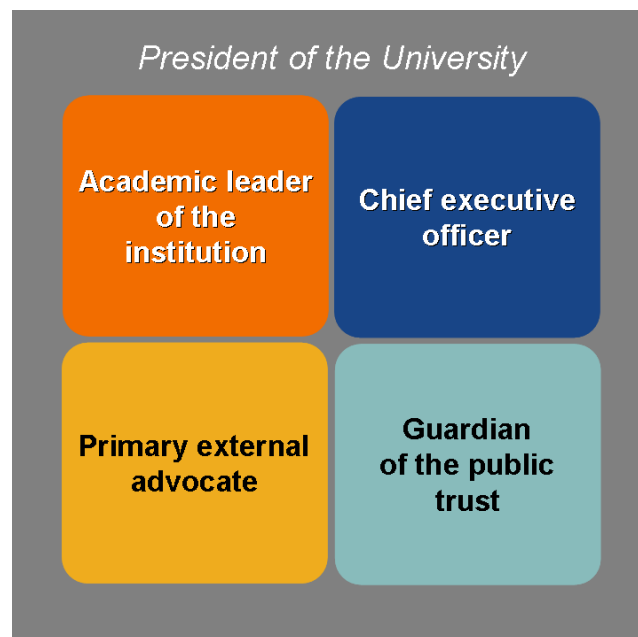 President of the University
Academic leader
of the
institution
Chief executive
officer
Primary external
advocate
Guardian
of the public
trust